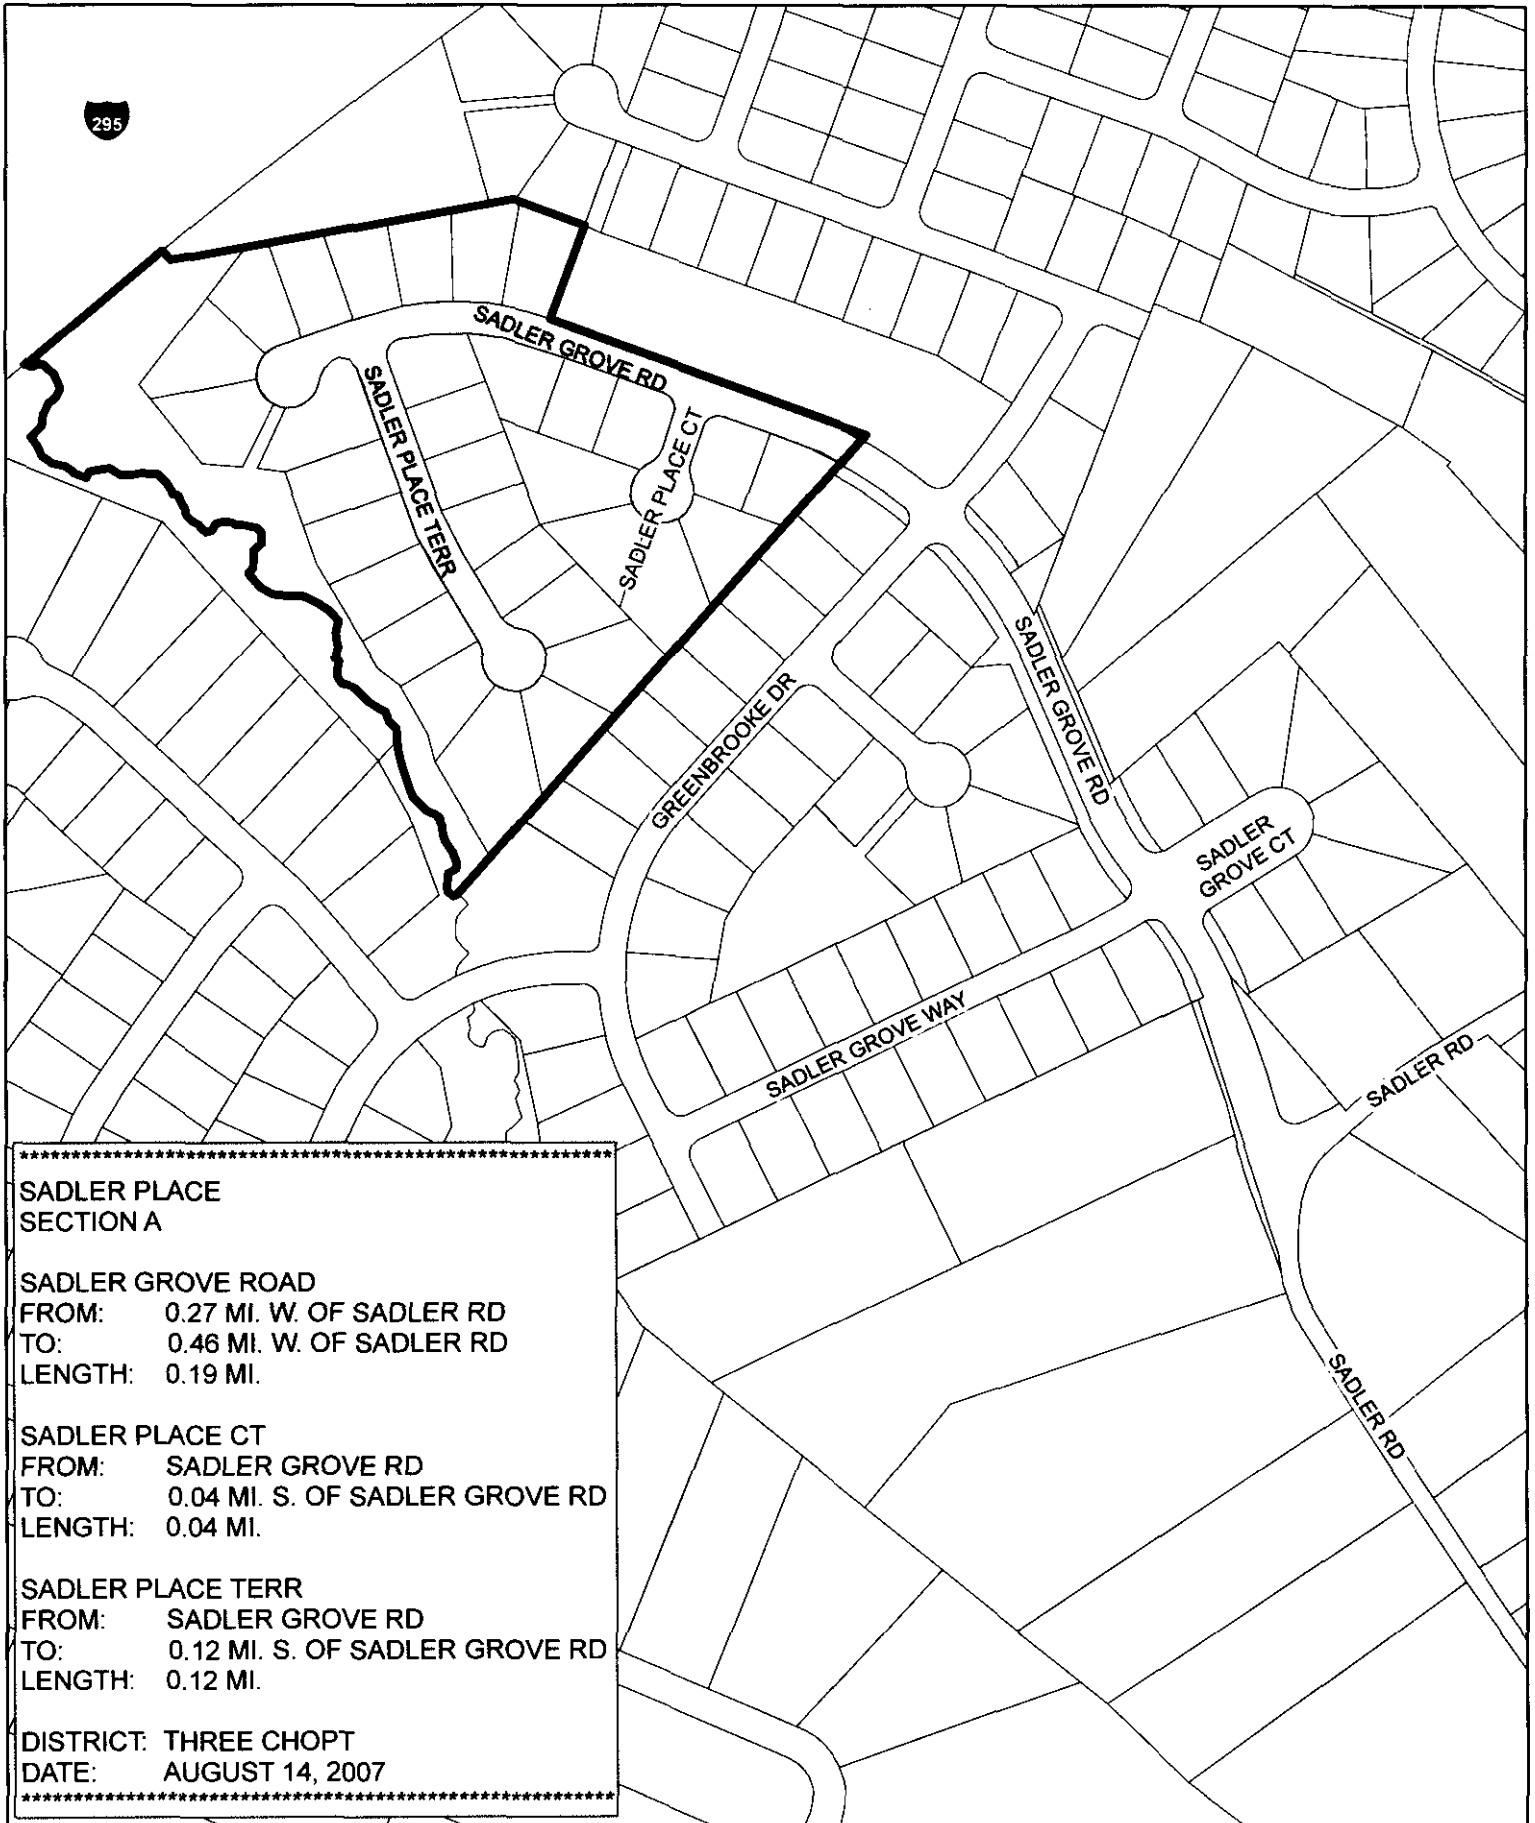 295
SADLER GROVE RD
SADLER PLACE CT
SADLER PLACE TERR
SADLER GROVE RD
GREENBROOKE DR
SADLER
GROVE CT
SADLER GROVE WAY
SADLER RD
SADLER RD
************************************************************
SADLER PLACE
SECTION A
SADLER GROVE ROAD
FROM: 0.27 MI. W. OF SADLER RD
TO: 0.46 MI. W. OF SADLER RD
LENGTH: 0.19 MI.
SADLER PLACE CT
FROM: SADLER GROVE RD
TO: 0.04 MI. S. OF SADLER GROVE RD
LENGTH: 0.04 MI.
SADLER PLACE TERR
FROM: SADLER GROVE RD
TO: 0.12 MI. S. OF SADLER GROVE RD
LENGTH: 0.12 MI.
DISTRICT: THREE CHOPT
DATE: AUGUST 14, 2007
************************************************************